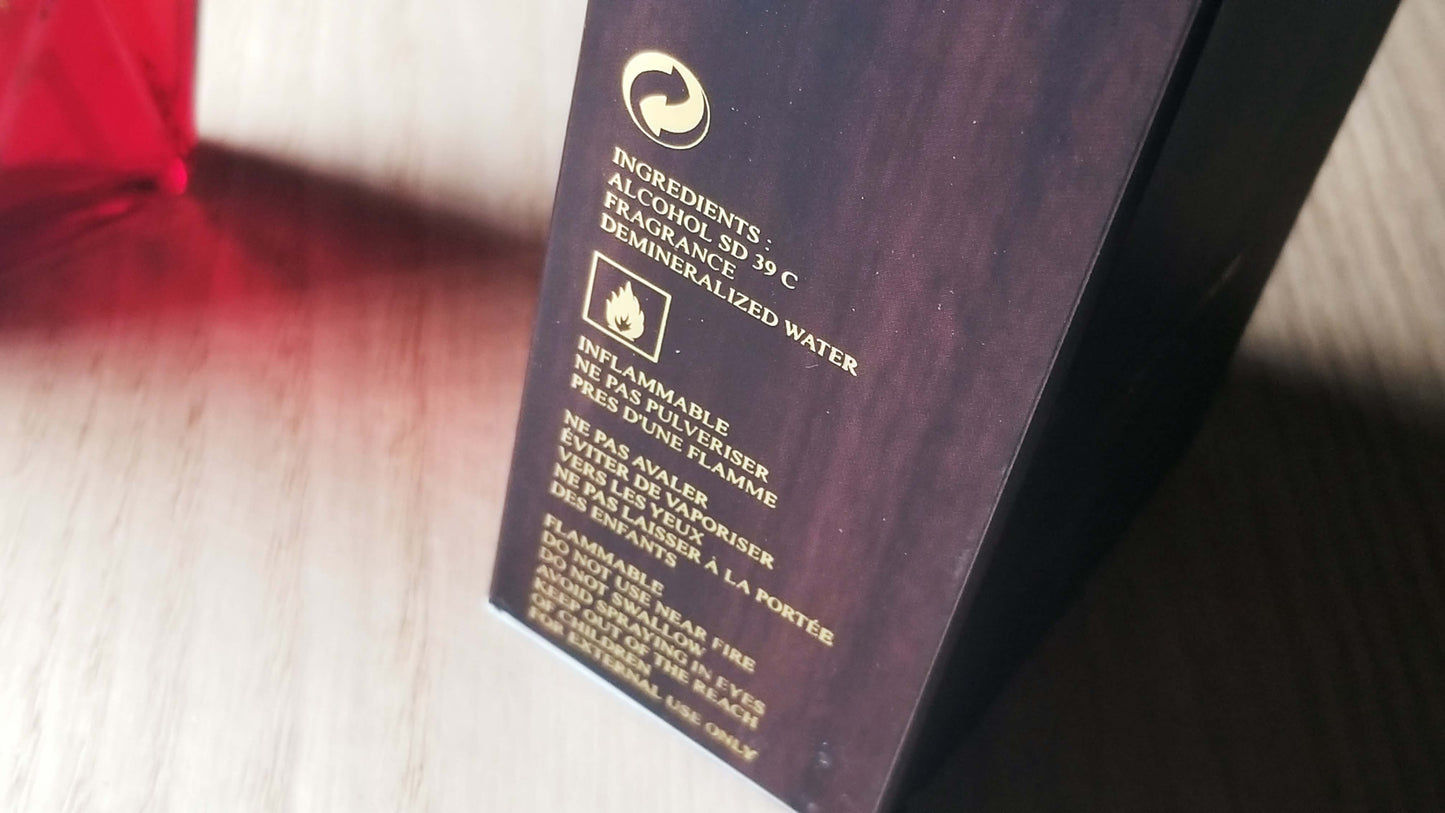 INGREDIENTS :
ALCOHOL SD 39 C
FRAGRANCE
DEMINERALIZED WATER
INFLAMMABLE
NE PAS PULVERISER
PRES D'UNE FLAMME
NE PAS AVALER
ÉVITER DE VAPORISER
VERS LES YEUX
NE PAS LAISSER À LA PORTÉE
DES ENFANTS
FLAMMABLE
DO NOT USE NEAR FIRE
DO NOT SWALLOW
AVOID SPRAYING IN EYES
KEEP OUT OF THE REACH
OF CHILDREN
FOR EXTERNAL USE ONLY